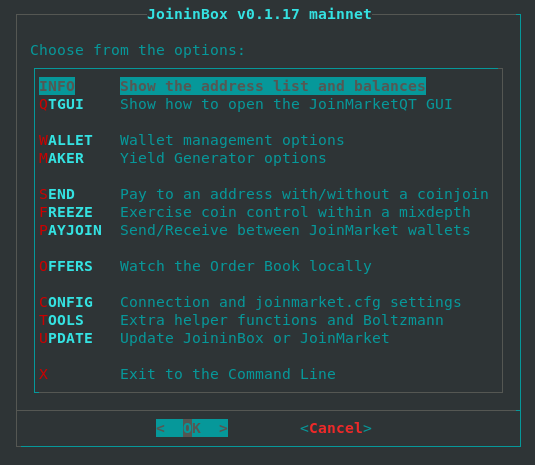 JoininBox v0.1.17 mainnet
Choose from the options:
INFO Show the address list and balances
QTGUI Show how to open the JoinMarketQT GUI
WALLET Wallet management options
MAKER Yield Generator options
SEND Pay to an address with/without a coinjoin
FREEZE Exercise coin control within a mixdepth
PAYJOIN Send/Receive between JoinMarket wallets
OFFERS Watch the Order Book locally
CONFIG Connection and joinmarket.cfg settings
TOOLS Extra helper functions and Boltzmann
UPDATE Update JoininBox or JoinMarket
X Exit to the Command Line
< OK > <Cancel>